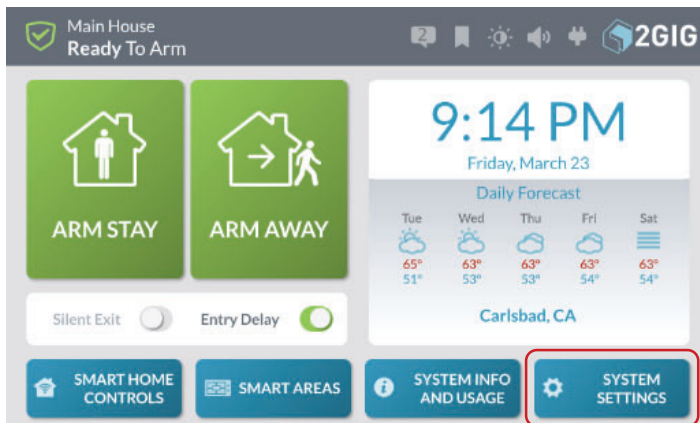 Main House
Ready To Arm
2
2GIG
ARM STAY
ARM AWAY
9:14 PM
Friday, March 23
Daily Forecast
Tue Wed Thu Fri Sat
65° 63° 63° 63° 63°
51° 53° 53° 54° 54°
Carlsbad, CA
Silent Exit
Entry Delay
SMART HOME
CONTROLS
SMART AREAS
SYSTEM INFO
AND USAGE
SYSTEM
SETTINGS